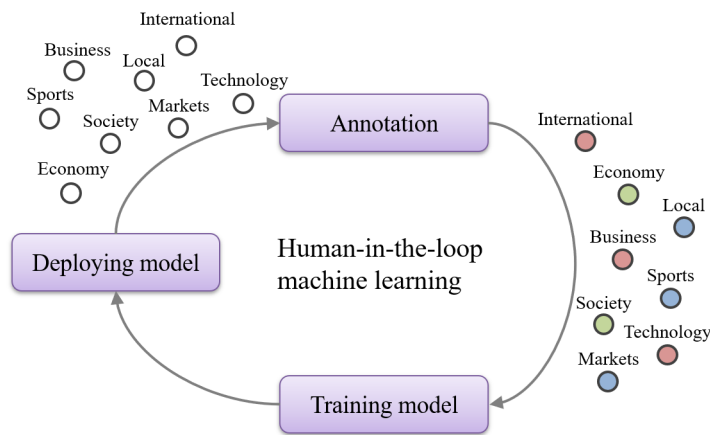 International
Business
Local
Technology
Sports
Markets
Society
Economy
Annotation
International
Economy
Local
Business
Sports
Society
Technology
Markets
Deploying model
Human-in-the-loop
machine learning
Training model